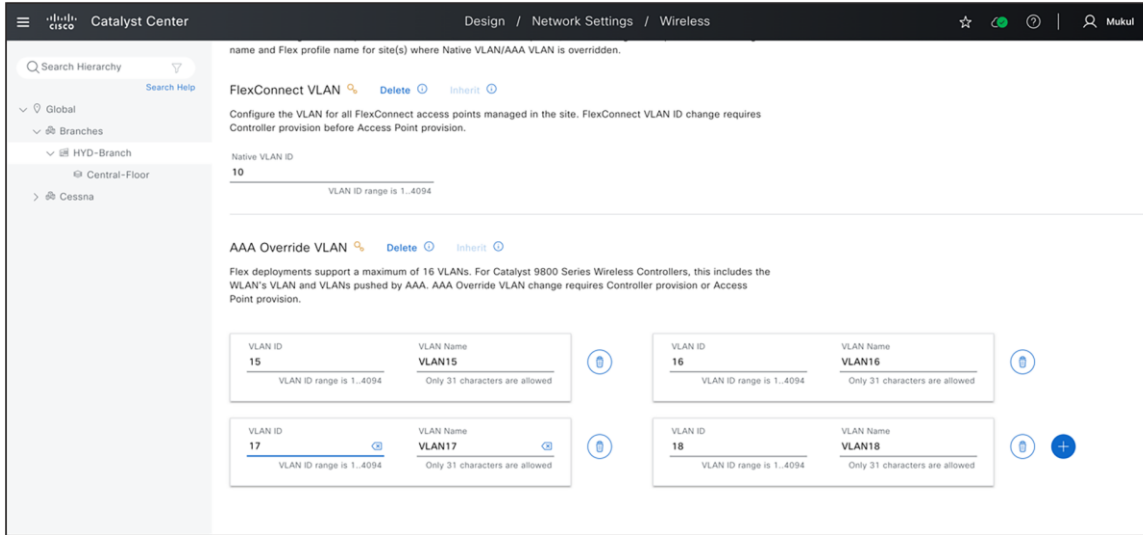 cisco Catalyst Center
Design / Network Settings / Wireless
Mukul
Search Hierarchy
Search Help
Global
Branches
HYD-Branch
Central-Floor
Cessna
name and Flex profile name for site(s) where Native VLAN/AAA VLAN is overridden.
FlexConnect VLAN Delete Inherit
Configure the VLAN for all FlexConnect access points managed in the site. FlexConnect VLAN ID change requires
Controller provision before Access Point provision.
Native VLAN ID
10
VLAN ID range is 1..4094
AAA Override VLAN Delete Inherit
Flex deployments support a maximum of 16 VLANs. For Catalyst 9800 Series Wireless Controllers, this includes the
WLAN's VLAN and VLANs pushed by AAA. AAA Override VLAN change requires Controller provision or Access
Point provision.
VLAN ID VLAN Name VLAN ID VLAN Name
15 VLAN15 16 VLAN16
VLAN ID range is 1..4094 Only 31 characters are allowed VLAN ID range is 1..4094 Only 31 characters are allowed
VLAN ID VLAN Name VLAN ID VLAN Name
17 VLAN17 18 VLAN18
VLAN ID range is 1..4094 Only 31 characters are allowed VLAN ID range is 1..4094 Only 31 characters are allowed